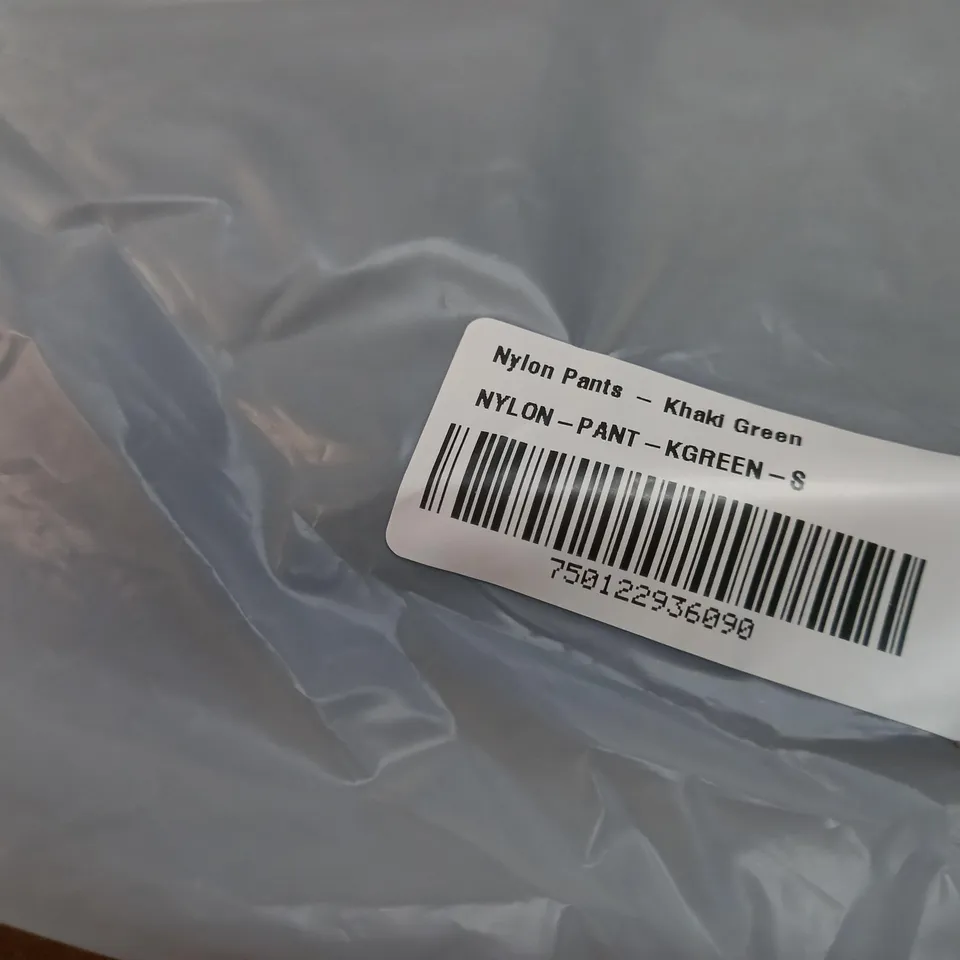 Nylon Pants - Khaki Green
NYLON-PANT-KGREEN-S
750122936090